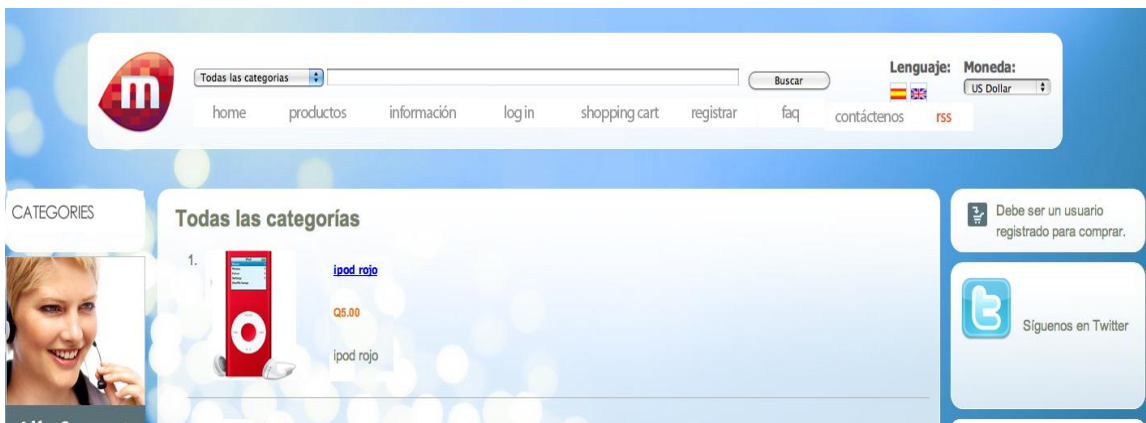 m
Todas las categorias
Buscar
Lenguaje:
Moneda:
US Dollar
home productos información log in shopping cart registrar faq contáctenos rss
CATEGORIES
Todas las categorías
1.
ipod rojo
Q5.00
ipod rojo
Debe ser un usuario
registrado para comprar.
Síguenos en Twitter